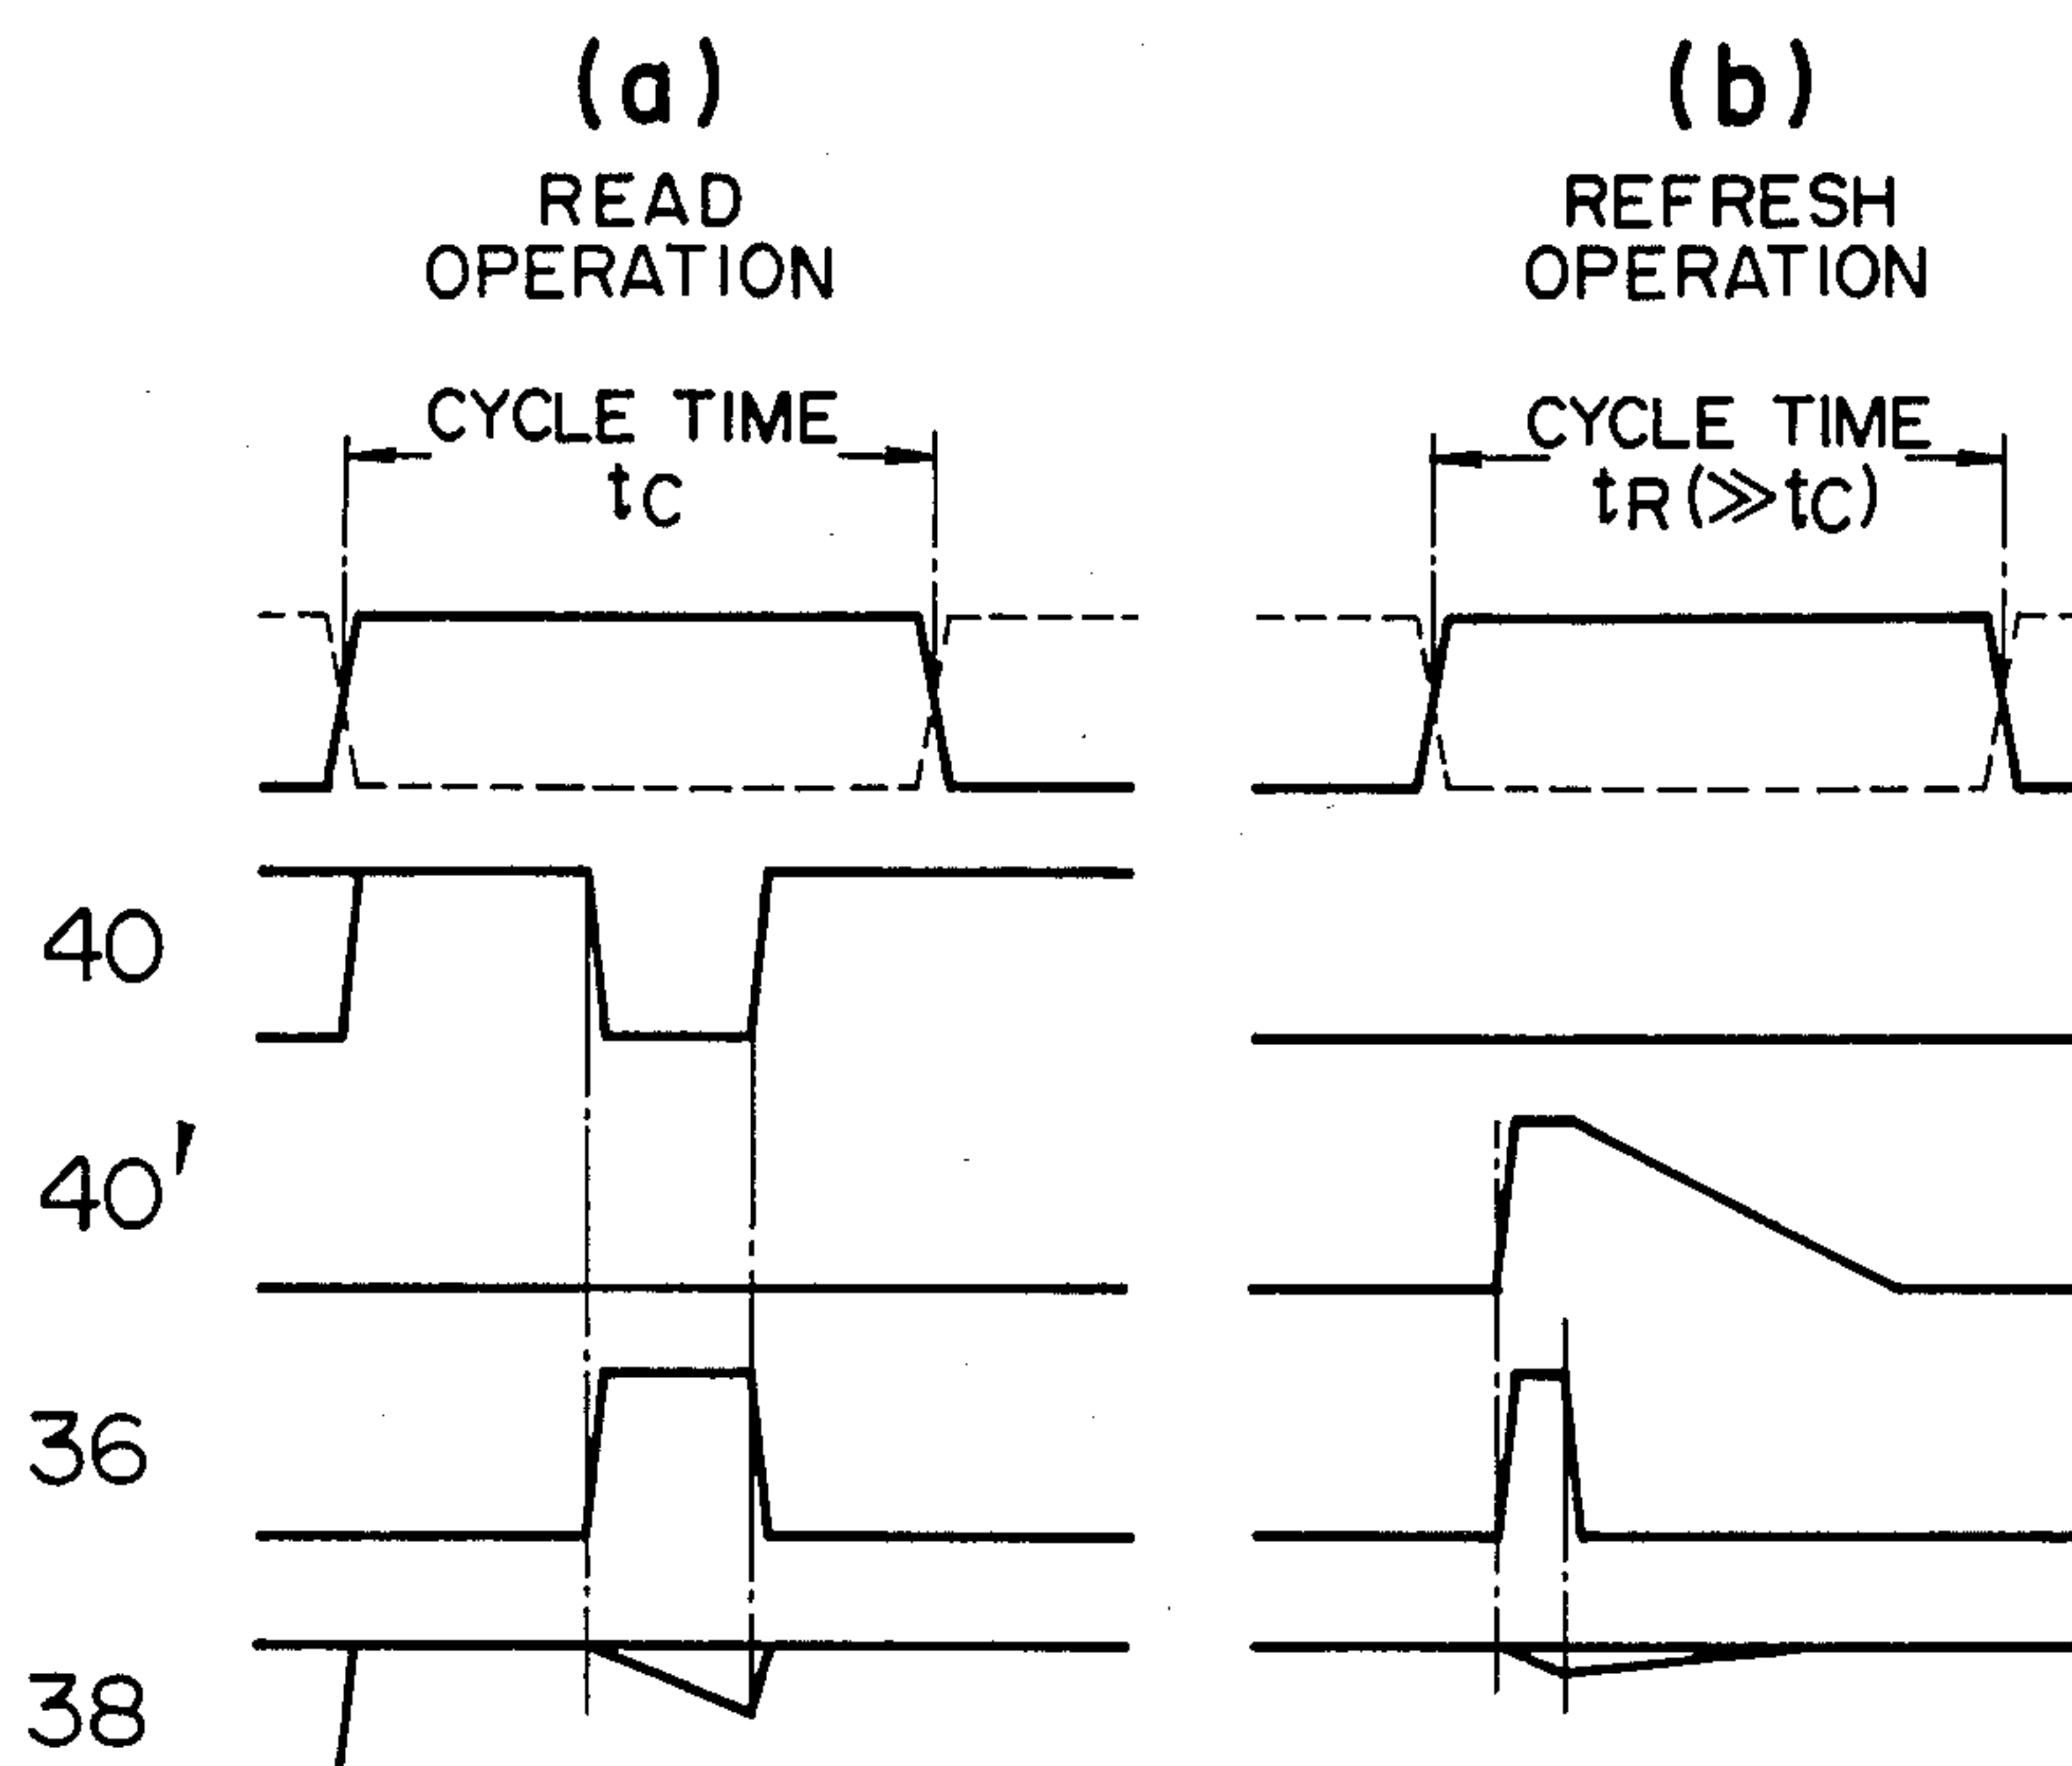 (a)
READ
OPERATION
CYCLE TIME
tC
(b)
REFRESH
OPERATION
CYCLE TIME
tR(≫tC)
40
40'
36
38